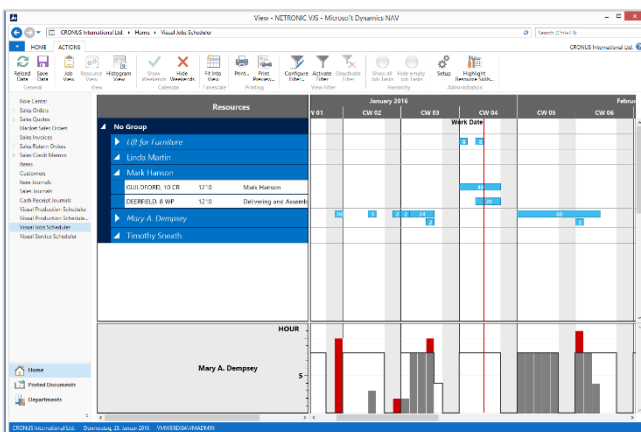 View - NETRONIC VJS - Microsoft Dynamics NAV
CRONUS International Ltd. Home Visual Jobs Scheduler
HOME ACTIONS
CRONUS International Ltd.
Reload Data
Save Data
Job View
Resource View
Histogram View
Show Weekends
Hide Weekends
Fit Into View
Print...
Print Preview...
Configure Filter...
Activate Filter
Deactivate Filter
Show all Job Tasks
Hide empty Job Tasks
Setup
Highlight Resource Skills...
General View Calendar Timescale Printing View Filter Hierarchy Administration
Role Center
Sales Orders
Sales Quotes
Blanket Sales Orders
Sales Invoices
Sales Return Orders
Sales Credit Memos
Items
Customers
Item Journals
Sales Journals
Cash Receipt Journals
Visual Production Scheduler
Visual Production Schedule...
Visual Jobs Scheduler
Visual Service Scheduler
Home
Posted Documents
Departments
Resources
No Group
Lift for Furniture
Linda Martin
Mark Hanson
GUILDFORD, 10 CR 1210 Mark Hanson
DEERFIELD, 8 WP 1210 Delivering and Assemb
Mary A. Dempsey
Timothy Sneath
January 2016 Februa
V 01 CW 02 CW 03 CW 04 CW 05 CW 06
Work Date
HOUR
Mary A. Dempsey
5
CRONUS International Ltd. Donnerstag, 28. Januar 2016